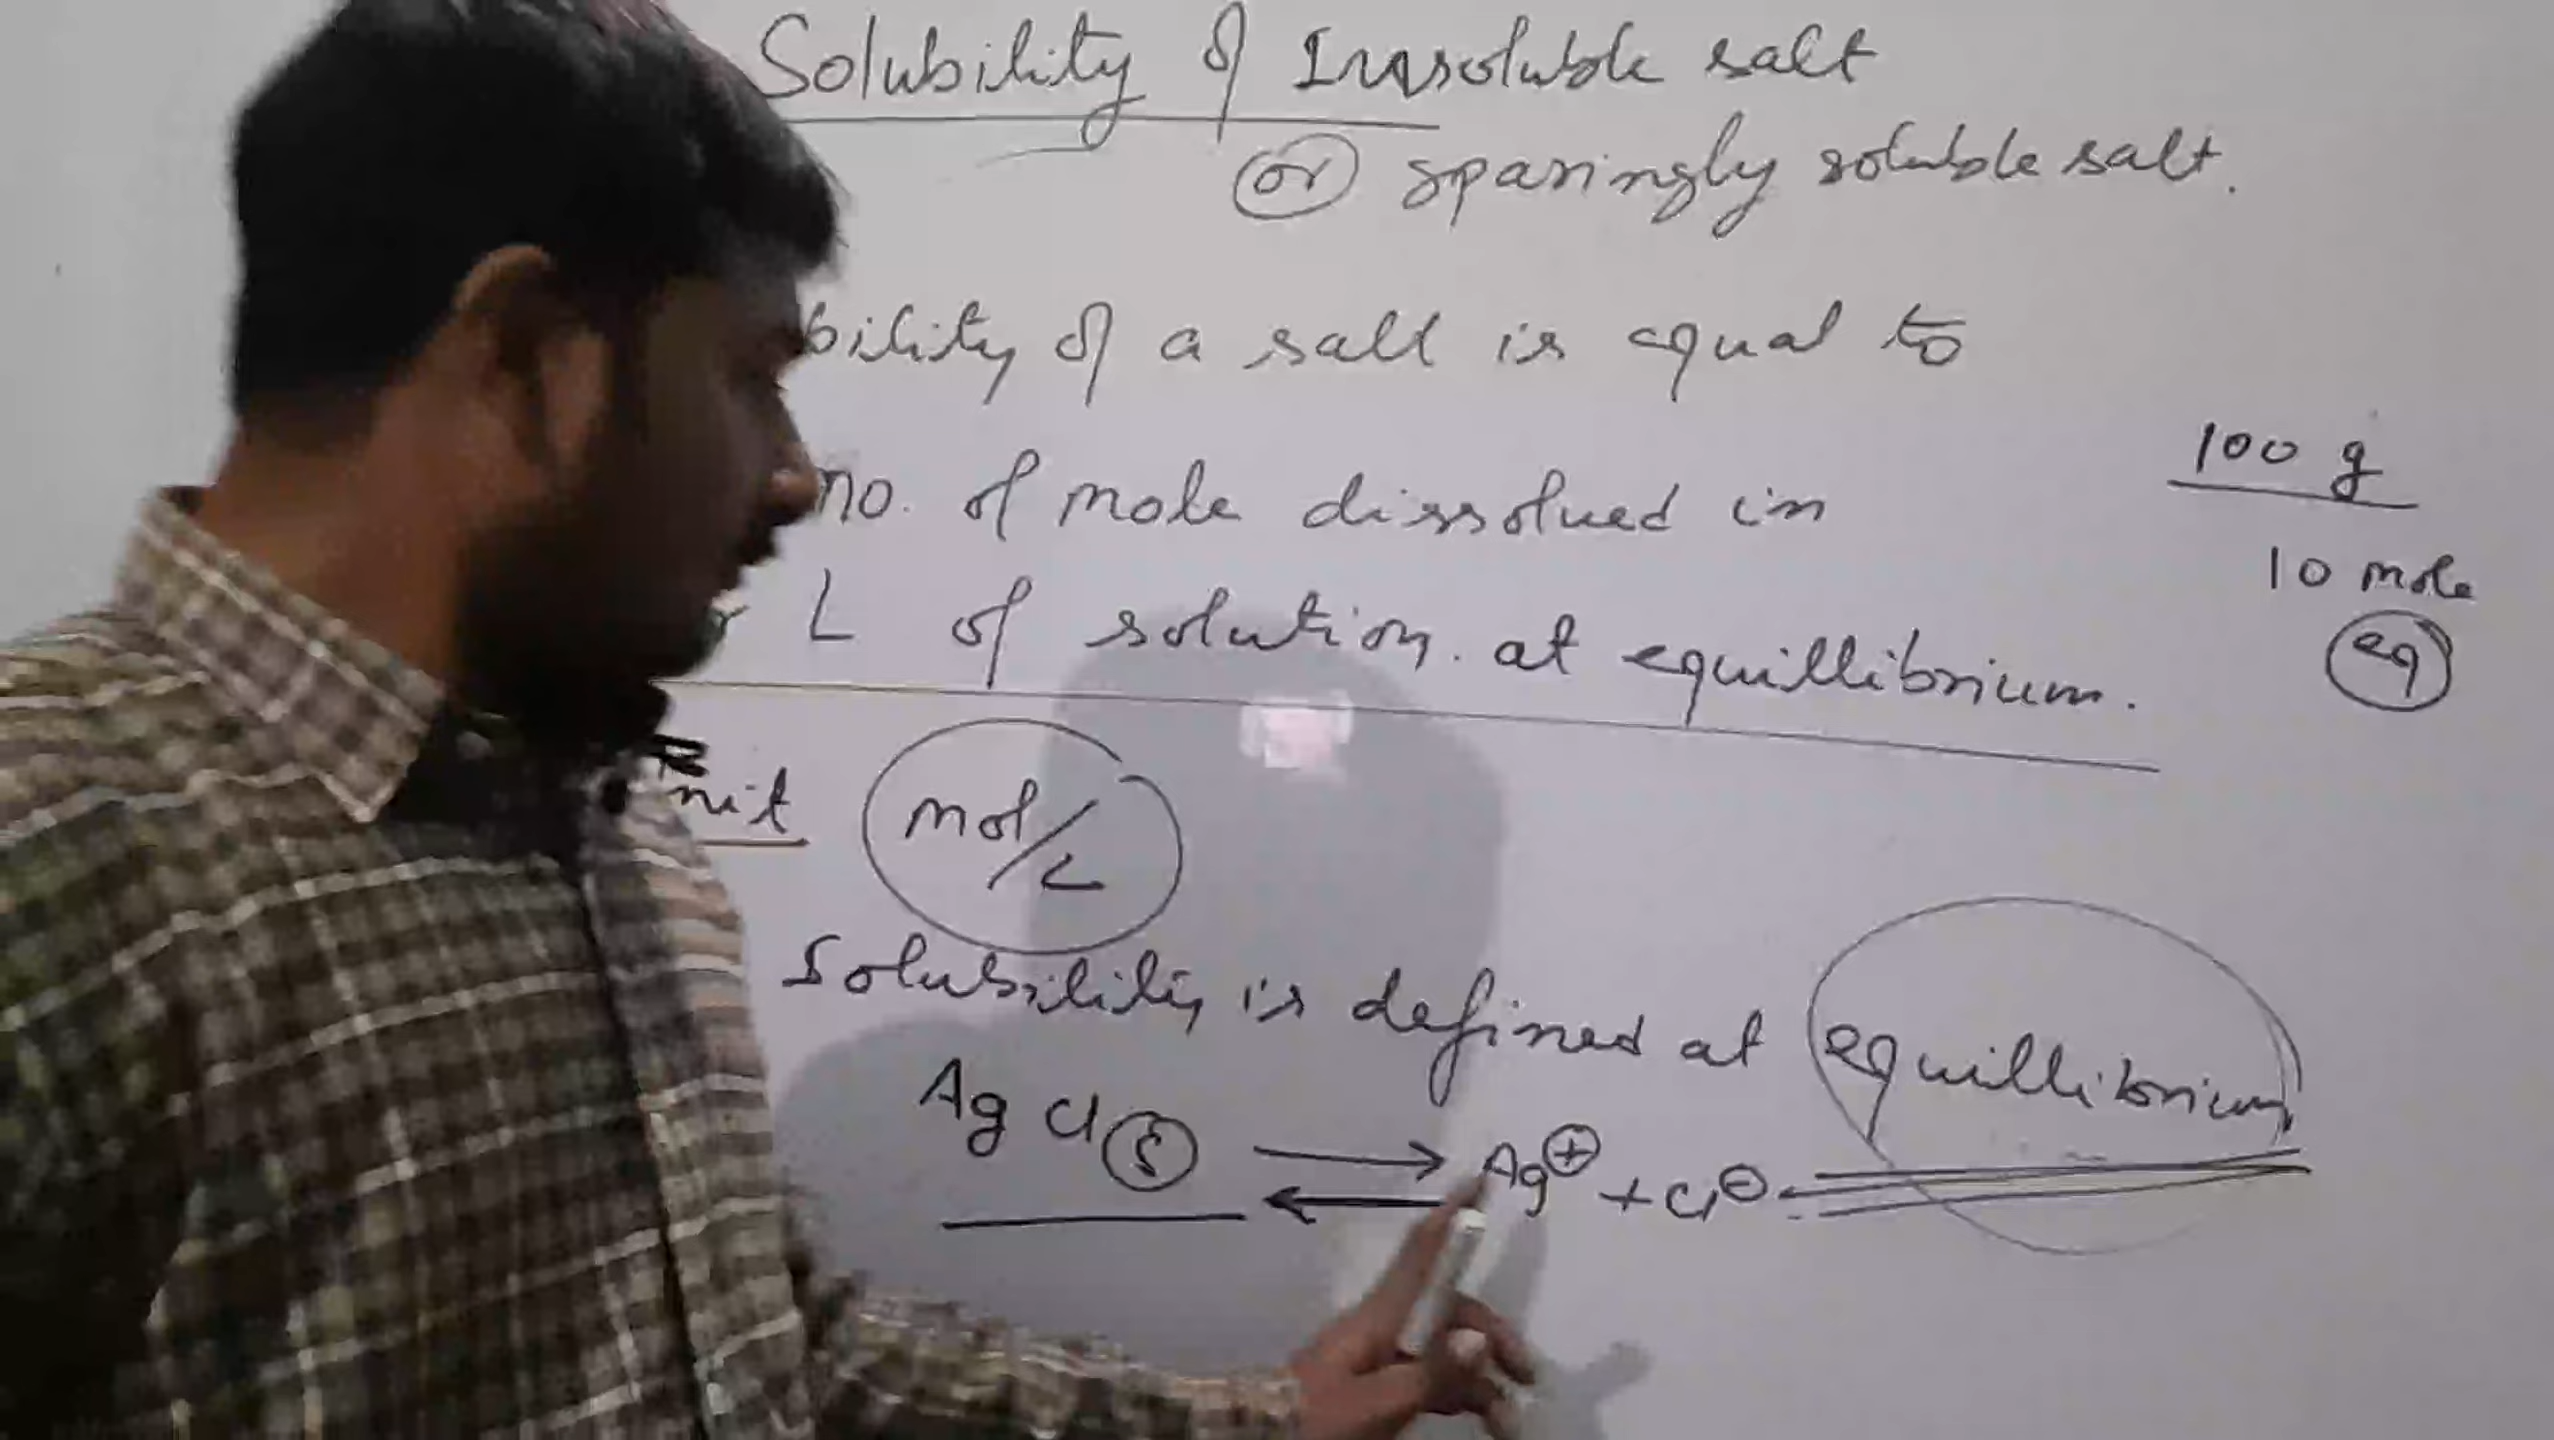 Solubility of Insoluble salt
or sparingly soluble salt.
bility of a salt is equal to
no. of mole dissolved in
L of solution. at equillibrium.
100 g
10 mole
eq
nit mol/L
Solubility is defined at equillibrium
AgCl(s) ⇌ Ag⊕ + Cl⊖